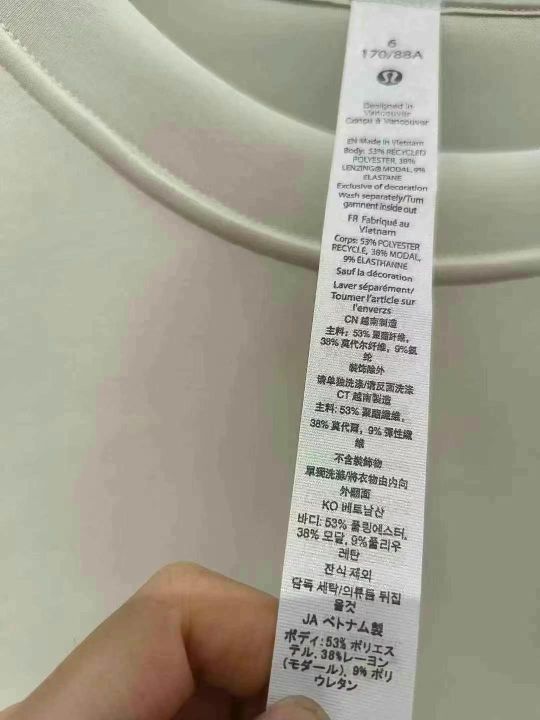 6
170/88A
Designed in
Vancouver
Conçu à Vancouver
EN Made in Vietnam
Body: 53% RECYCLED
POLYESTER, 38%
LENZING® MODAL, 9%
ELASTANE
Exclusive of decoration
Wash separately/Turn
garment inside out
FR Fabriqué au
Vietnam
Corps: 53% POLYESTER
RECYCLÉ, 38% MODAL,
9% ÉLASTHANNE
Sauf la décoration
Laver séparément/
Tourner l'article sur
l'enverzs
CN 越南製造
主料: 53% 聚酯纤维,
38% 莫代尔纤维, 9%氨
纶
装饰除外
请单独洗涤/请反面洗涤
CT 越南製造
主料: 53% 聚酯纖維,
38% 莫代爾, 9% 彈性纖
維
不含裝飾物
單獨洗滌/將衣物由内向
外翻面
KO 베트남산
바디: 53% 폴링에스터,
38% 모달, 9%폴리우
레탄
잔식 제외
담독 세탁/의류듬 뒤집
을것
JA ベトナム製
ボディ:53% ポリエス
テル, 38%レーヨン
(モダール), 9% ポリ
ウレタン